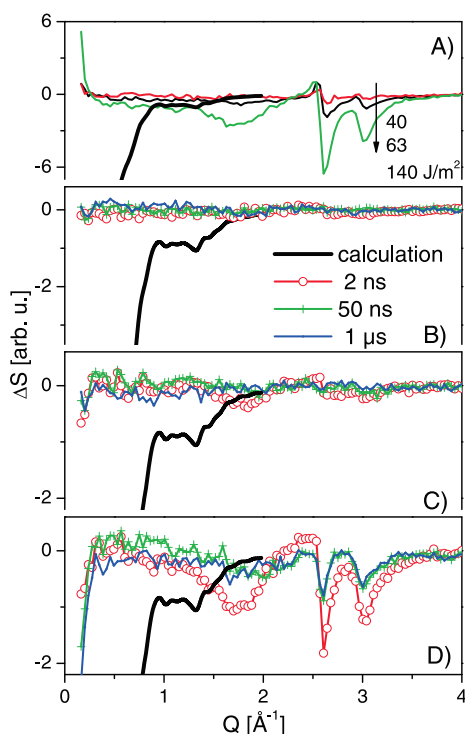 6
A)
0
40
63
-6
140 J/m²
0
calculation
2 ns
50 ns
1 µs
-2
B)
ΔS [arb. u.]
0
-2
C)
0
-2
D)
0
1
2
3
4
Q [Å⁻¹]